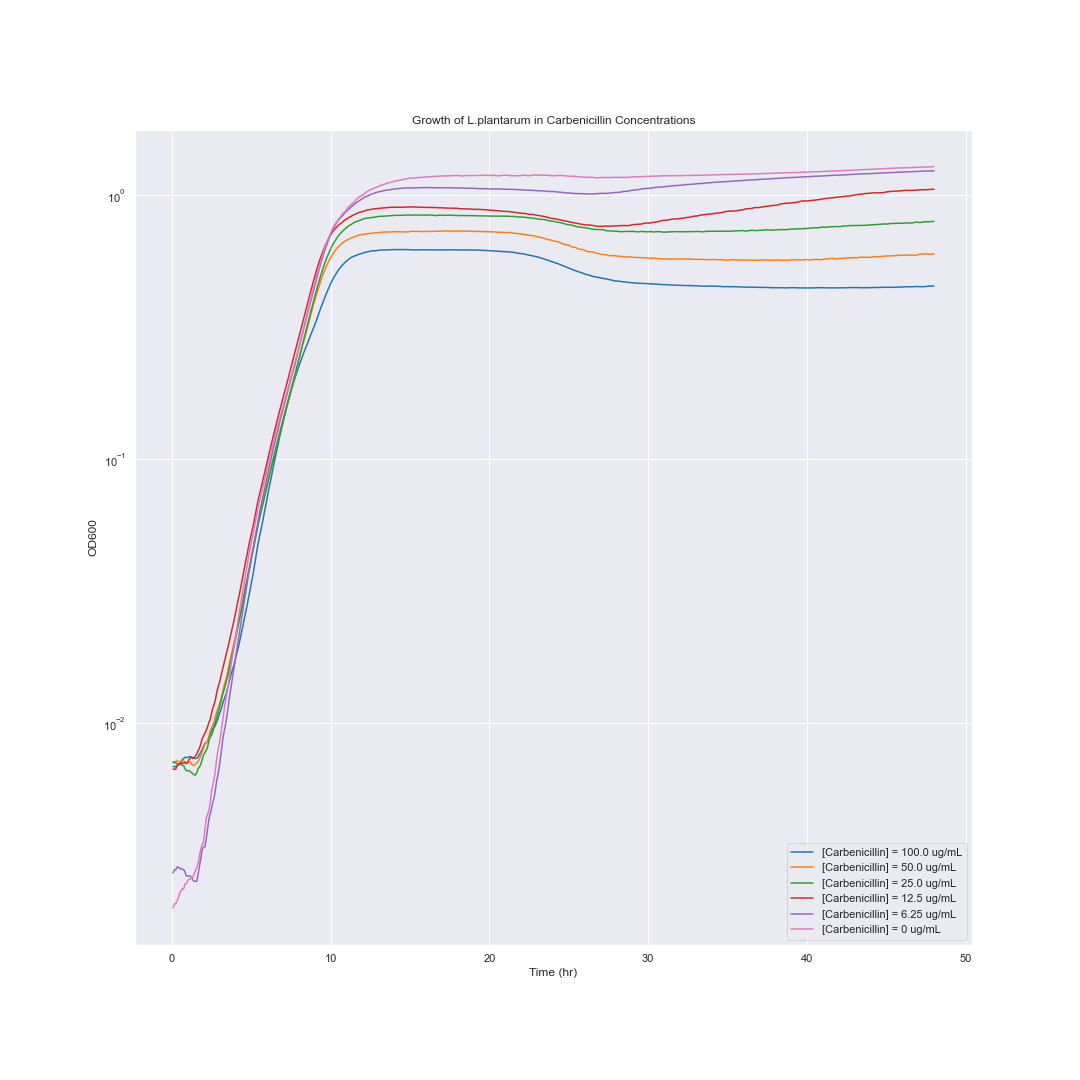 Growth of L.plantarum in Carbenicillin Concentrations
10⁰
10⁻¹
10⁻²
OD600
0 10 20 30 40 50
Time (hr)
[Carbenicillin] = 100.0 ug/mL
[Carbenicillin] = 50.0 ug/mL
[Carbenicillin] = 25.0 ug/mL
[Carbenicillin] = 12.5 ug/mL
[Carbenicillin] = 6.25 ug/mL
[Carbenicillin] = 0 ug/mL